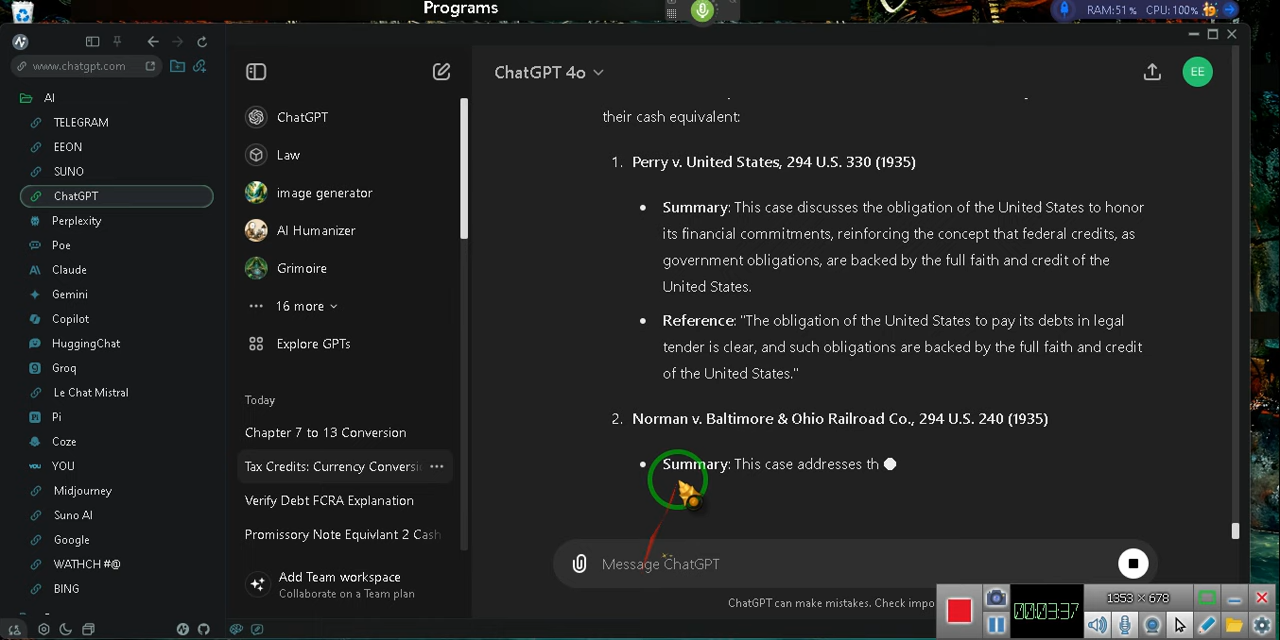 Programs
RAM:51% CPU:100% 19
www.chatgpt.com
AI
TELEGRAM
EEON
SUNO
ChatGPT
Perplexity
Poe
Claude
Gemini
Copilot
HuggingChat
Groq
Le Chat Mistral
Pi
Coze
YOU
Midjourney
Suno AI
Google
WATHCH #@
BING
ChatGPT
Law
image generator
AI Humanizer
Grimoire
16 more
Explore GPTs
Today
Chapter 7 to 13 Conversion
Tax Credits: Currency Conversi
Verify Debt FCRA Explanation
Promissory Note Equivlant 2 Cash
Add Team workspace
Collaborate on a Team plan
ChatGPT 4o
EE
their cash equivalent:
1. Perry v. United States, 294 U.S. 330 (1935)
• Summary: This case discusses the obligation of the United States to honor
its financial commitments, reinforcing the concept that federal credits, as
government obligations, are backed by the full faith and credit of the
United States.
• Reference: "The obligation of the United States to pay its debts in legal
tender is clear, and such obligations are backed by the full faith and credit
of the United States."
2. Norman v. Baltimore & Ohio Railroad Co., 294 U.S. 240 (1935)
• Summary: This case addresses th
Message ChatGPT
ChatGPT can make mistakes. Check impo
00:03:37
1353 × 678